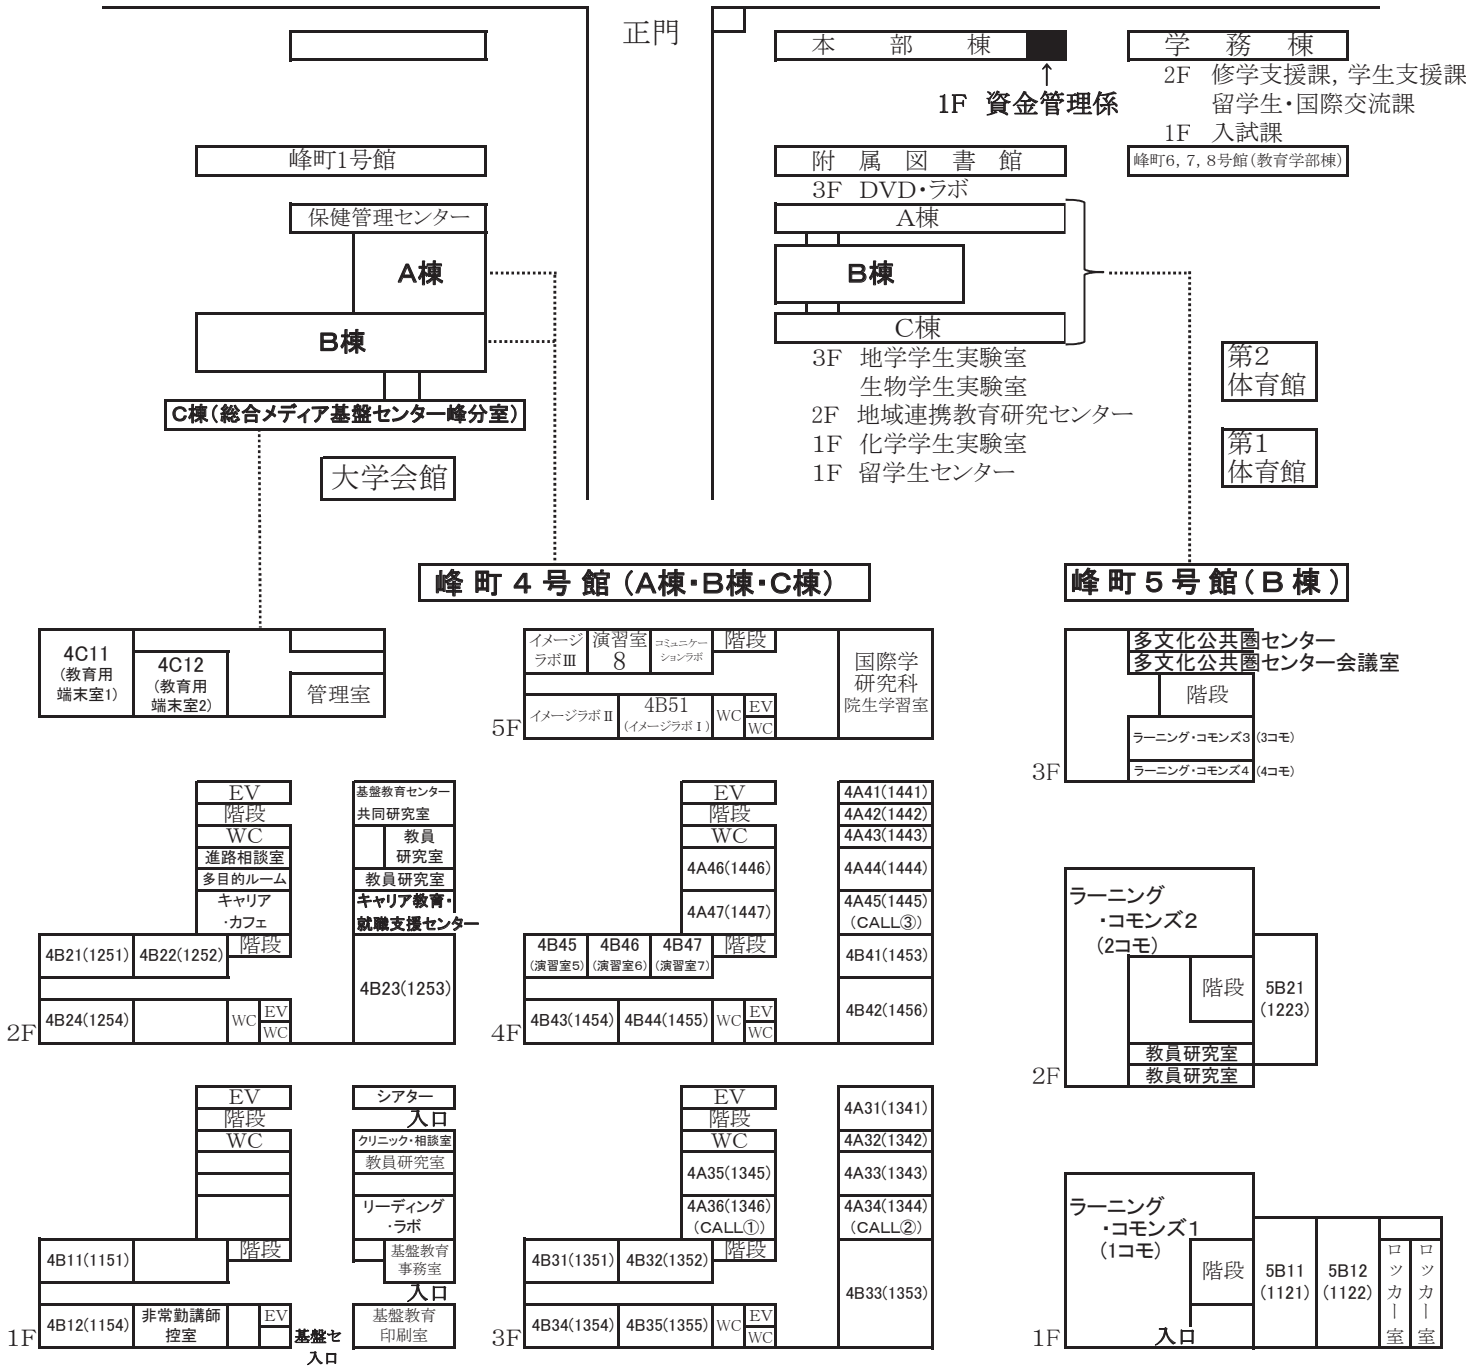 正門
本部棟
↑
1F 資金管理係
学務棟
2F 修学支援課, 学生支援課
留学生・国際交流課
1F 入試課
峰町6, 7, 8号館(教育学部棟)
峰町1号館
保健管理センター
A棟
B棟
C棟(総合メディア基盤センター峰分室)
大学会館
附属図書館
3F DVD・ラボ
A棟
B棟
C棟
3F 地学学生実験室
生物学生実験室
2F 地域連携教育研究センター
1F 化学学生実験室
1F 留学生センター
第2
体育館
第1
体育館
峰町4号館(A棟・B棟・C棟)
峰町5号館(B棟)
4C11
(教育用
端末室1)
4C12
(教育用
端末室2)
管理室
5F
イメージ
ラボⅢ
演習室
8
コミュニケー
ションラボ
階段
国際学
研究科
院生学習室
イメージラボⅡ
4B51
(イメージラボⅠ)
WC
EV
WC
3F
多文化公共圏センター
多文化公共圏センター会議室
階段
ラーニング・コモンズ3 (3コモ)
ラーニング・コモンズ4 (4コモ)
2F
EV
階段
WC
進路相談室
多目的ルーム
キャリア
・カフェ
基盤教育センター
共同研究室
教員
研究室
教員研究室
キャリア教育・
就職支援センター
4B21(1251)
4B22(1252)
階段
4B23(1253)
4B24(1254)
WC
EV
WC
4F
EV
階段
WC
4A46(1446)
4A47(1447)
4A41(1441)
4A42(1442)
4A43(1443)
4A44(1444)
4A45(1445)
(CALL③)
4B45
(演習室5)
4B46
(演習室6)
4B47
(演習室7)
階段
4B41(1453)
4B42(1456)
4B43(1454)
4B44(1455)
WC
EV
WC
2F
ラーニング
・コモンズ2
(2コモ)
階段
5B21
(1223)
教員研究室
教員研究室
1F
EV
階段
WC
シアター
入口
クリニック・相談室
教員研究室
リーディング
・ラボ
4B11(1151)
階段
基盤教育
事務室
入口
4B12(1154)
非常勤講師
控室
EV
基盤セ
入口
基盤教育
印刷室
3F
EV
階段
WC
4A35(1345)
4A36(1346)
(CALL①)
4A31(1341)
4A32(1342)
4A33(1343)
4A34(1344)
(CALL②)
4B31(1351)
4B32(1352)
階段
4B33(1353)
4B34(1354)
4B35(1355)
WC
EV
WC
1F
ラーニング
・コモンズ1
(1コモ)
階段
入口
5B11
(1121)
5B12
(1122)
ロッカー室
ロッカー室